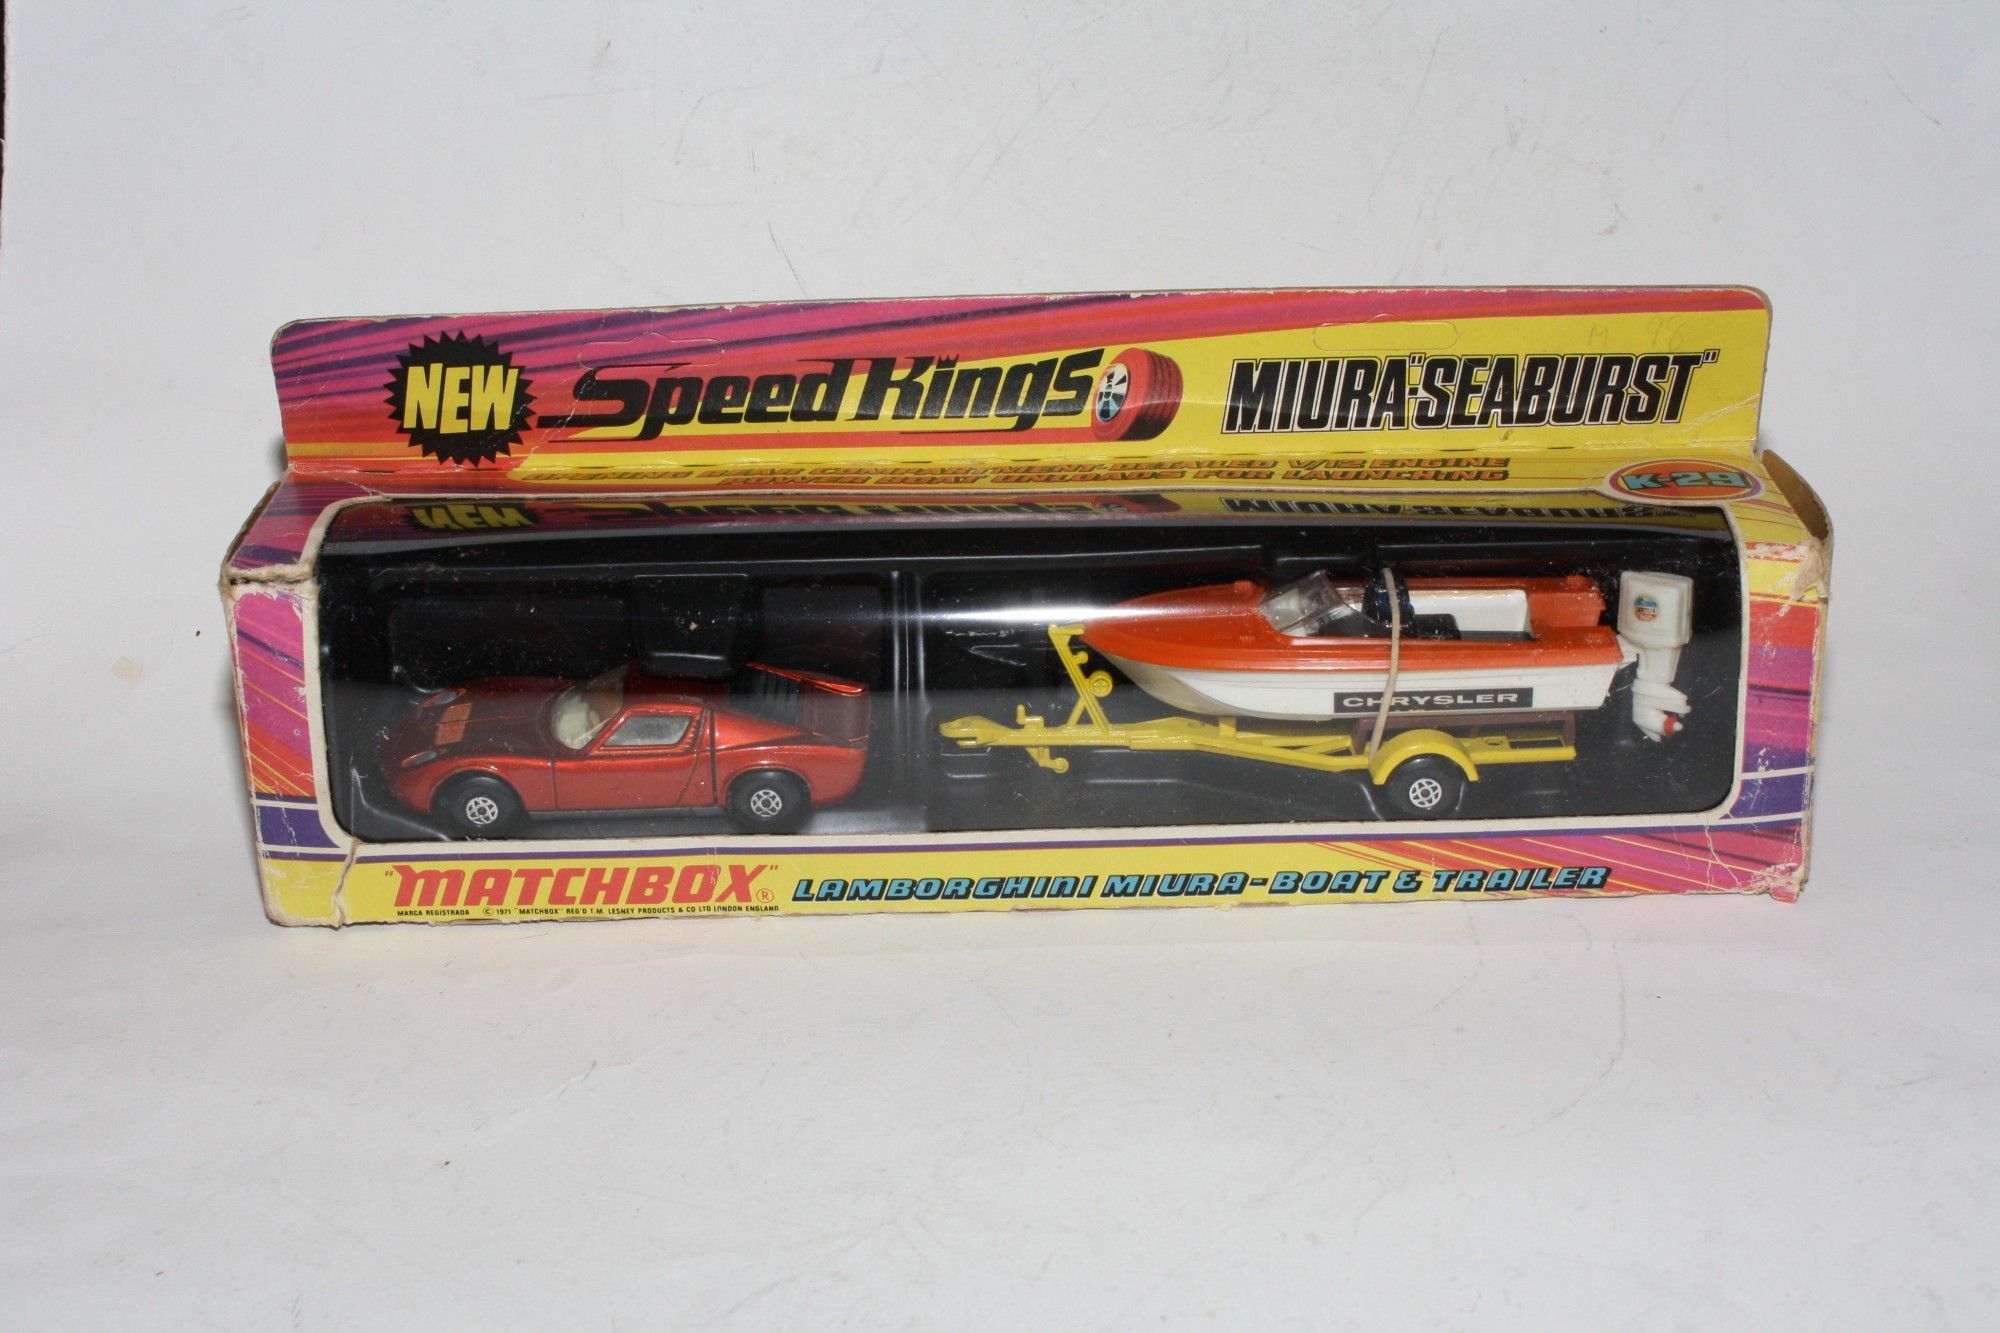 NEW Speed Kings MIURA-"SEABURST"
OPENING REAR COMPARTMENT-DETAILED V/12 ENGINE
POWER BOAT UNLOADS FOR LAUNCHING
K-29
CHRYSLER
"MATCHBOX"® LAMBORGHINI MIURA-BOAT & TRAILER
MARCA REGISTRADA © 1971 "MATCHBOX" REG'D T.M. LESNEY PRODUCTS & CO LTD LONDON ENGLAND